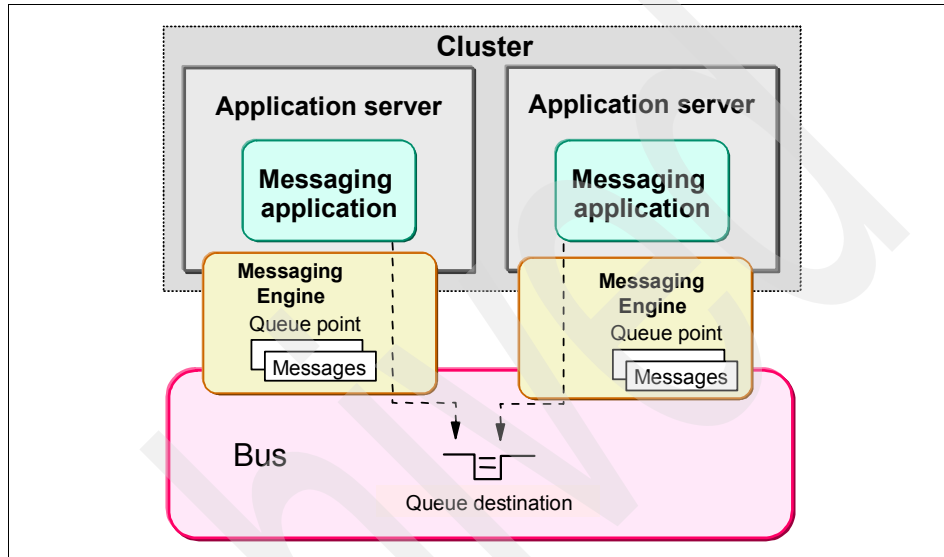 Cluster
Application server
Application server
Messaging
application
Messaging
application
Messaging
Engine
Queue point
Messages
Messaging
Engine
Queue point
Messages
Bus
Queue destination